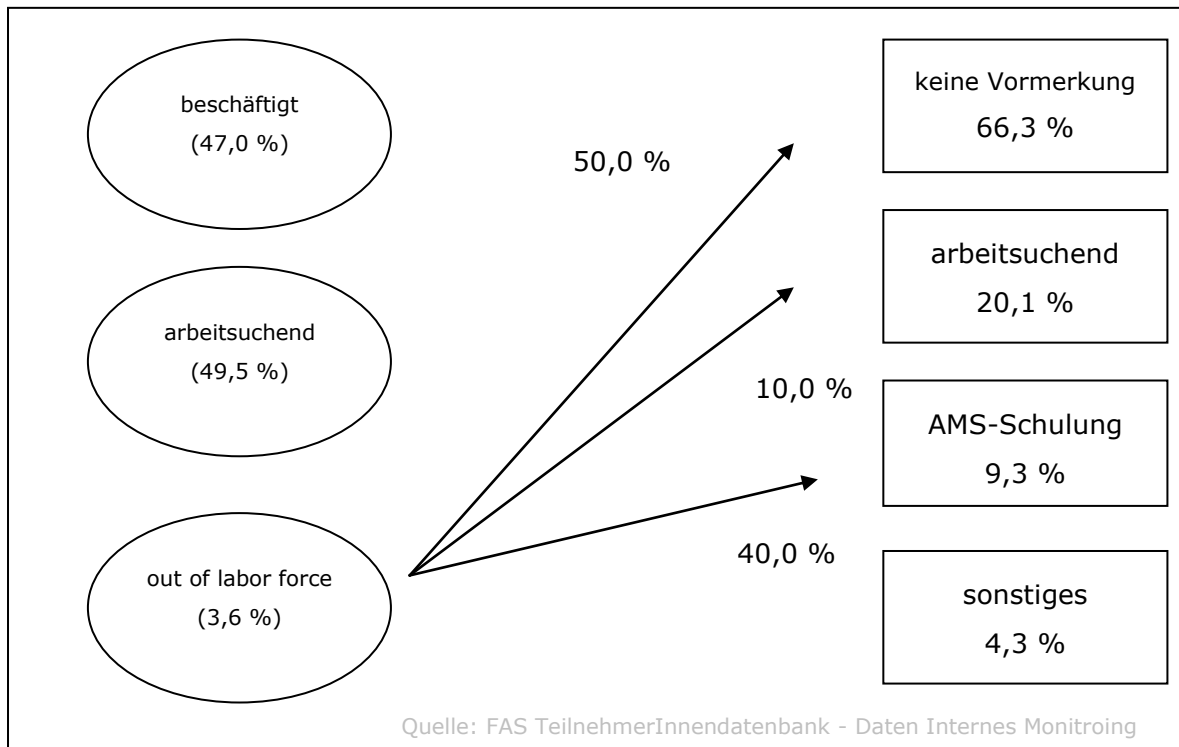 beschäftigt
(47,0 %)
arbeitsuchend
(49,5 %)
out of labor force
(3,6 %)
50,0 %
10,0 %
40,0 %
keine Vormerkung
66,3 %
arbeitsuchend
20,1 %
AMS-Schulung
9,3 %
sonstiges
4,3 %
Quelle: FAS TeilnehmerInnendatenbank - Daten Internes Monitroing